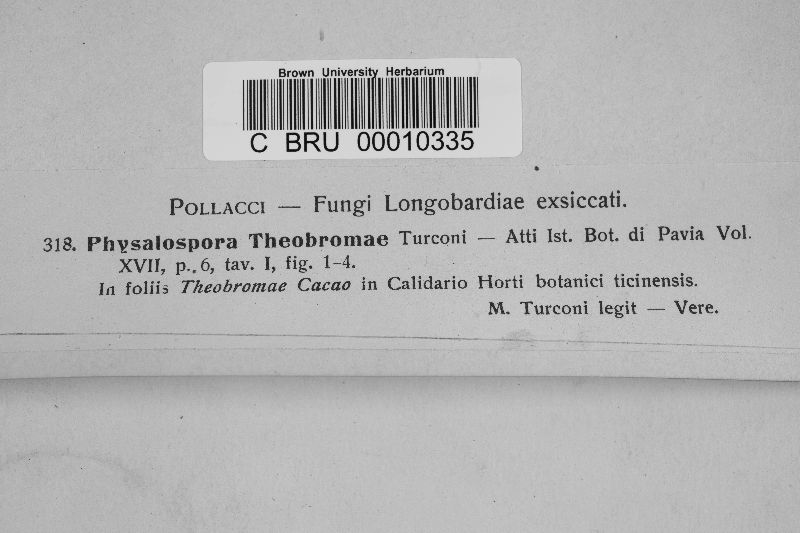 Brown University Herbarium
C BRU 00010335
POLLACCI — Fungi Longobardiae exsiccati.
318. Physalospora Theobromae Turconi — Atti Ist. Bot. di Pavia Vol.
XVII, p. 6, tav. I, fig. 1-4.
In foliis Theobromae Cacao in Calidario Horti botanici ticinensis.
M. Turconi legit — Vere.